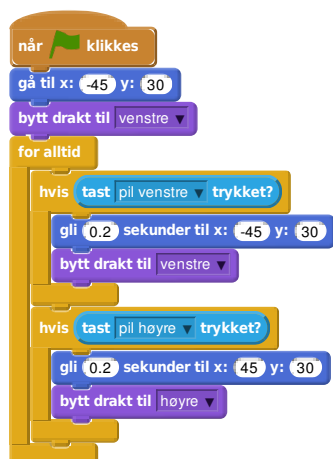 når klikkes
gå til x: -45 y: 30
bytt drakt til venstre
for alltid
hvis tast pil venstre trykket?
gli 0.2 sekunder til x: -45 y: 30
bytt drakt til venstre
hvis tast pil høyre trykket?
gli 0.2 sekunder til x: 45 y: 30
bytt drakt til høyre